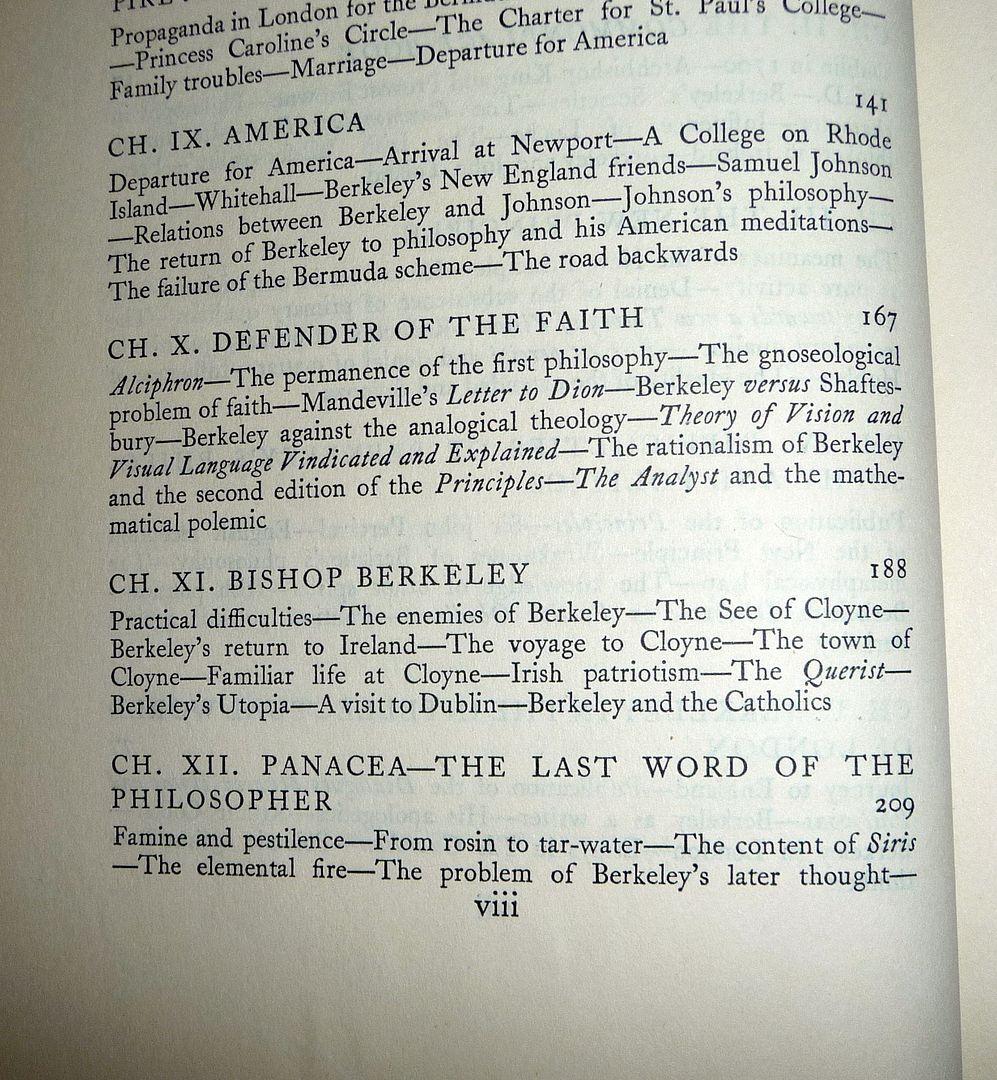 Propaganda in London for the
—Princess Caroline's Circle—The Charter for St. Paul's College—
Family troubles—Marriage—Departure for America
CH. IX. AMERICA 141
Departure for America—Arrival at Newport—A College on Rhode
Island—Whitehall—Berkeley's New England friends—Samuel Johnson
—Relations between Berkeley and Johnson—Johnson's philosophy—
The return of Berkeley to philosophy and his American meditations—
The failure of the Bermuda scheme—The road backwards
CH. X. DEFENDER OF THE FAITH 167
Alciphron—The permanence of the first philosophy—The gnoseological
problem of faith—Mandeville's Letter to Dion—Berkeley versus Shaftes-
bury—Berkeley against the analogical theology—Theory of Vision and
Visual Language Vindicated and Explained—The rationalism of Berkeley
and the second edition of the Principles—The Analyst and the mathe-
matical polemic
CH. XI. BISHOP BERKELEY 188
Practical difficulties—The enemies of Berkeley—The See of Cloyne—
Berkeley's return to Ireland—The voyage to Cloyne—The town of
Cloyne—Familiar life at Cloyne—Irish patriotism—The Querist—
Berkeley's Utopia—A visit to Dublin—Berkeley and the Catholics
CH. XII. PANACEA—THE LAST WORD OF THE
PHILOSOPHER 209
Famine and pestilence—From rosin to tar-water—The content of Siris
—The elemental fire—The problem of Berkeley's later thought—
viii